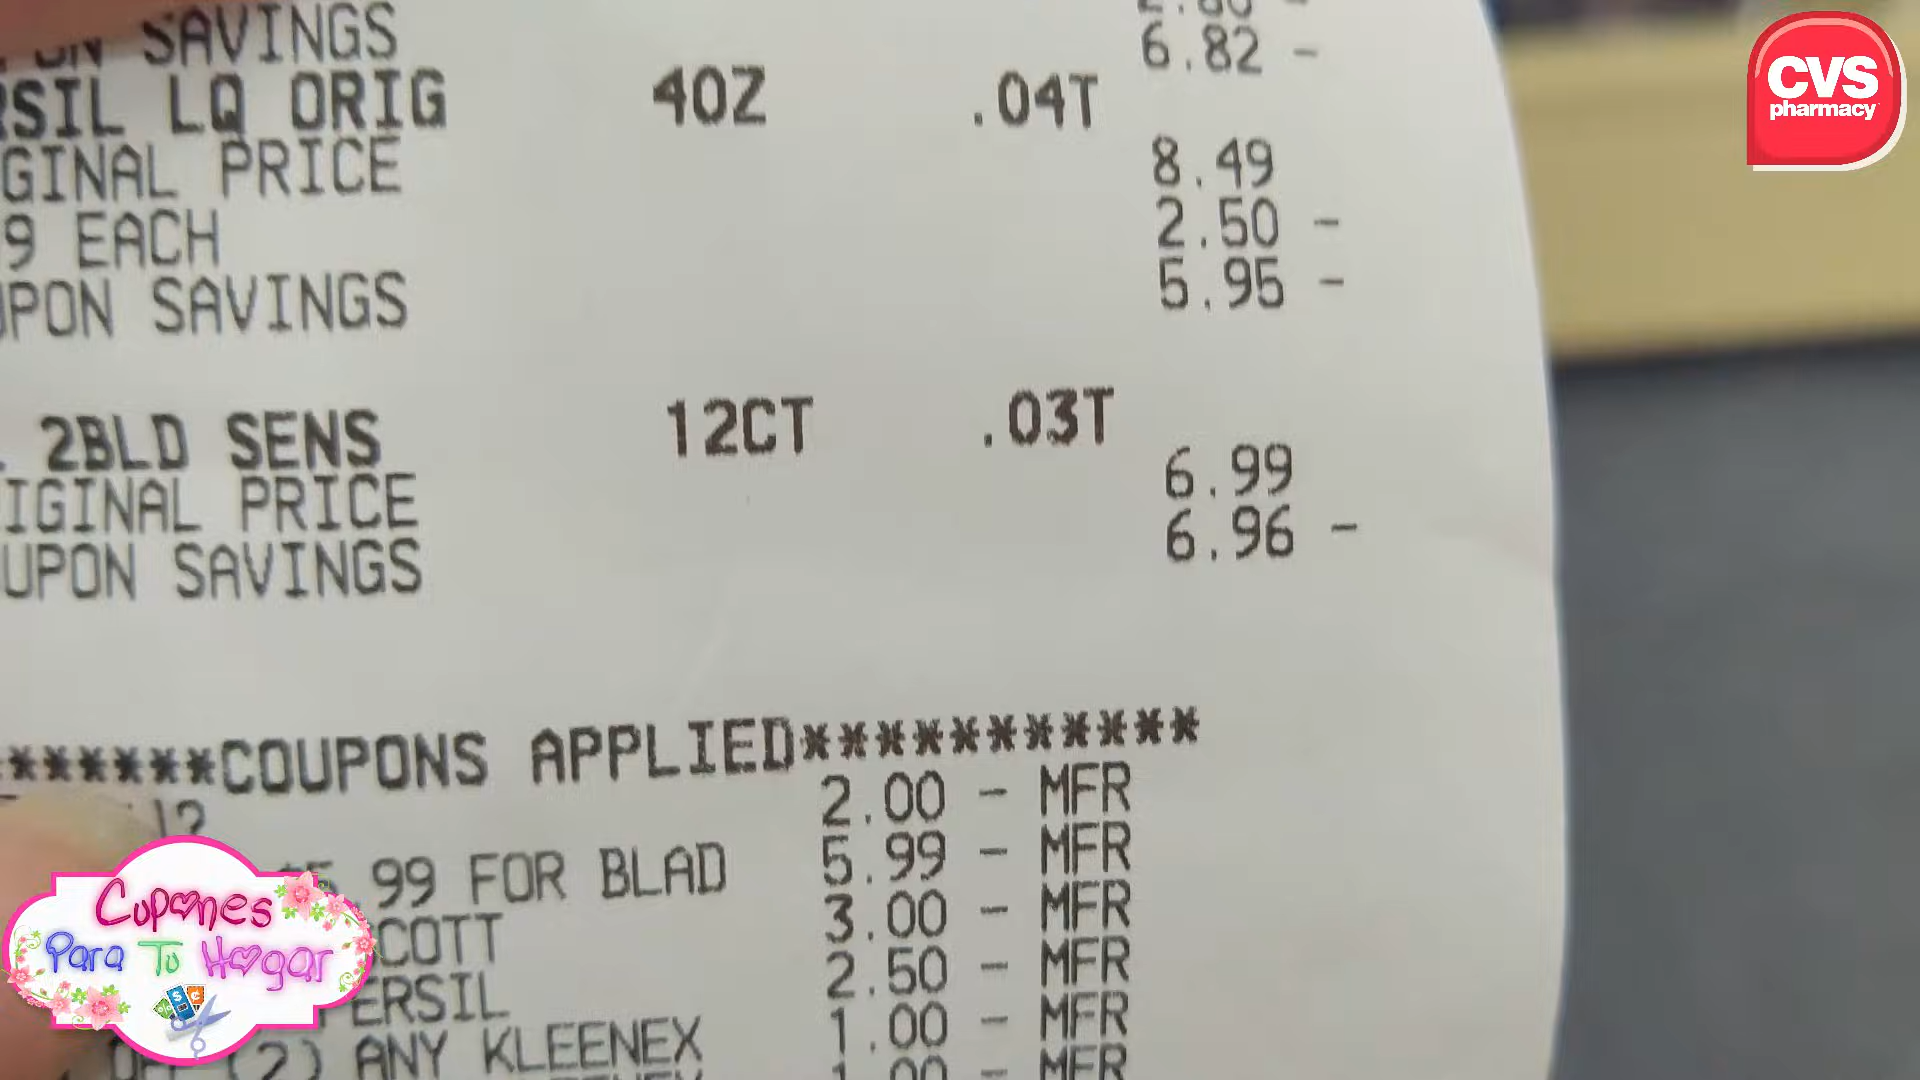 SAVINGS 6.82 -
SIL LQ ORIG 40Z .04T
GINAL PRICE 8.49
9 EACH 2.50 -
PON SAVINGS 5.95 -
2BLD SENS 12CT .03T
IGINAL PRICE 6.99
UPON SAVINGS 6.96 -
*******COUPONS APPLIED***********
2.00 - MFR
99 FOR BLAD 5.99 - MFR
COTT 3.00 - MFR
ERSIL 2.50 - MFR
(2) ANY KLEENEX 1.00 - MFR
MFR
CVS
pharmacy
Cupones
Para Tu Hogar